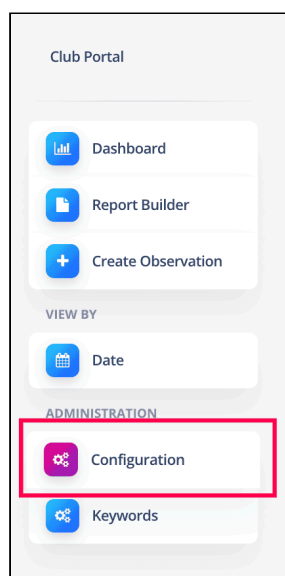 Club Portal
Dashboard
Report Builder
Create Observation
VIEW BY
Date
ADMINISTRATION
Configuration
Keywords